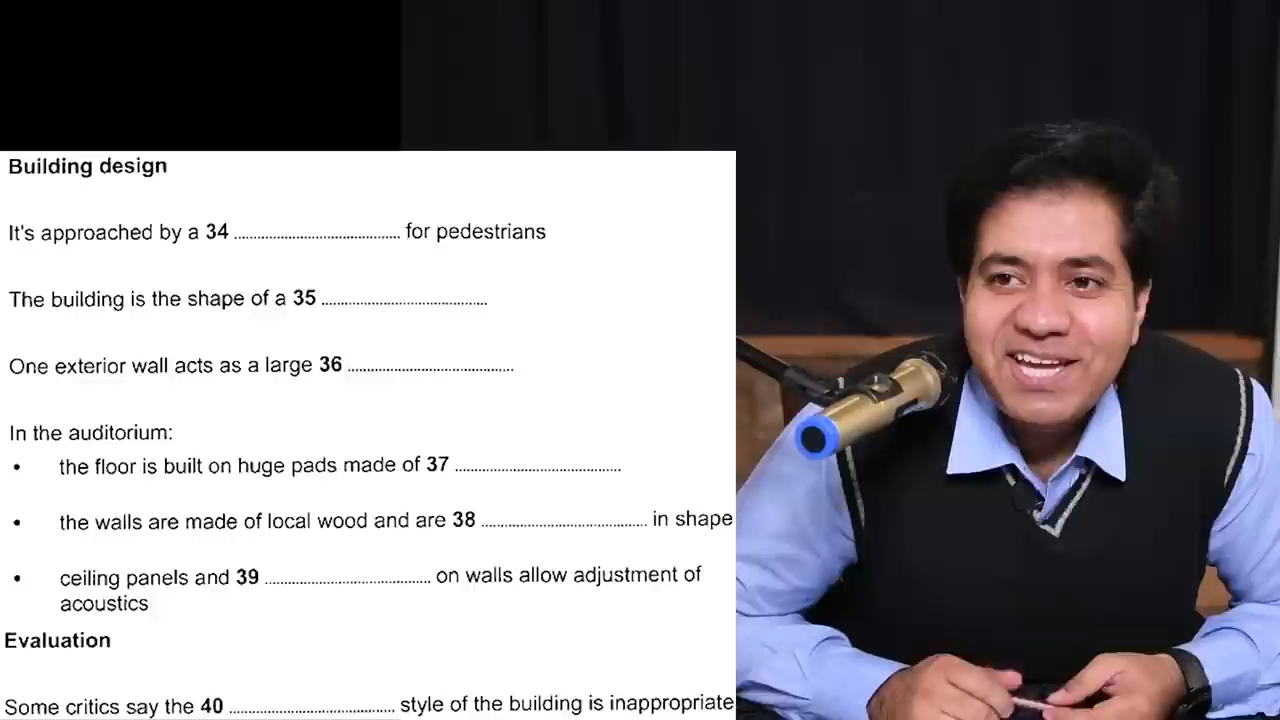 Building design
It's approached by a 34 ........................................ for pedestrians
The building is the shape of a 35 ........................................
One exterior wall acts as a large 36 ........................................
In the auditorium:
• the floor is built on huge pads made of 37 ........................................
• the walls are made of local wood and are 38 ........................................ in shape
• ceiling panels and 39 ........................................ on walls allow adjustment of
acoustics
Evaluation
Some critics say the 40 ........................................ style of the building is inappropriate